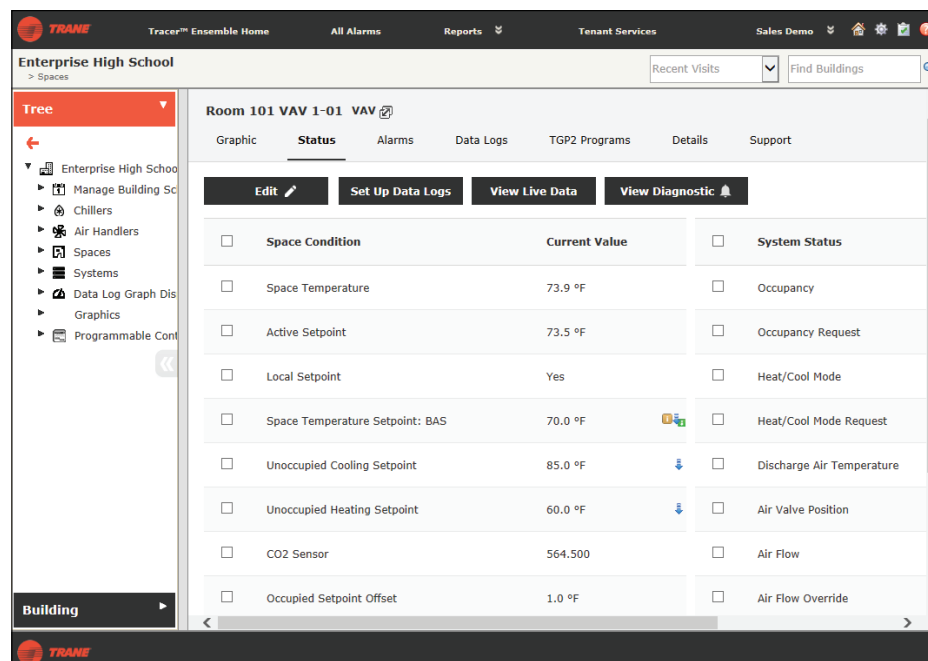 TRANE Tracer™ Ensemble Home All Alarms Reports Tenant Services Sales Demo
Enterprise High School
> Spaces
Recent Visits Find Buildings
Tree
Room 101 VAV 1-01 VAV
Graphic Status Alarms Data Logs TGP2 Programs Details Support
Enterprise High Schoo
Manage Building Sc
Chillers
Air Handlers
Spaces
Systems
Data Log Graph Dis
Graphics
Programmable Cont
Edit Set Up Data Logs View Live Data View Diagnostic
Space Condition Current Value System Status
Space Temperature 73.9 ºF Occupancy
Active Setpoint 73.5 ºF Occupancy Request
Local Setpoint Yes Heat/Cool Mode
Space Temperature Setpoint: BAS 70.0 ºF Heat/Cool Mode Request
Unoccupied Cooling Setpoint 85.0 ºF Discharge Air Temperature
Unoccupied Heating Setpoint 60.0 ºF Air Valve Position
CO2 Sensor 564.500 Air Flow
Occupied Setpoint Offset 1.0 ºF Air Flow Override
Building
TRANE